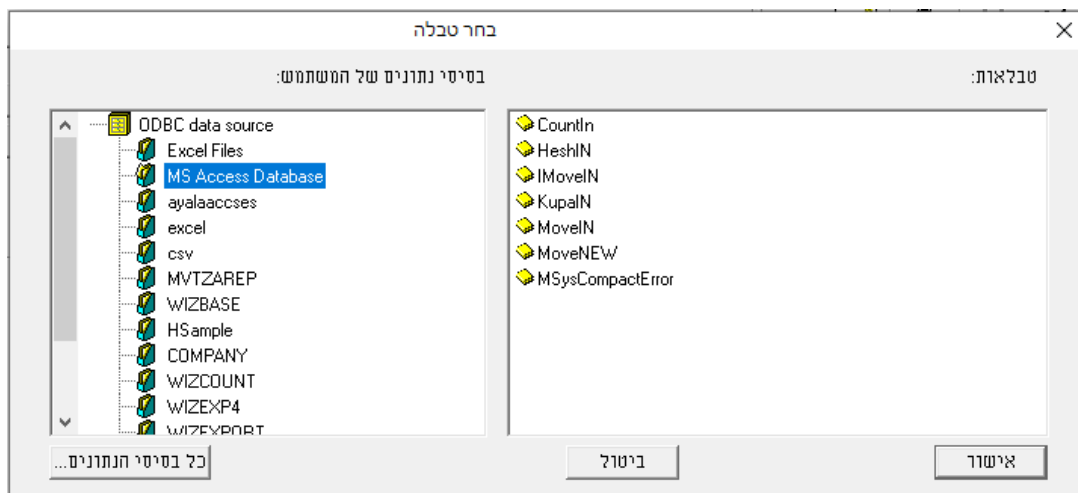 בחר טבלה
טבלאות:
בסיסי נתונים של המשתמש:
CountIn
HeshIN
IMoveIN
KupaIN
MoveIN
MoveNEW
MSysCompactError
ODBC data source
Excel Files
MS Access Database
ayalaaccses
excel
csv
MVTZAREP
WIZBASE
HSample
COMPANY
WIZCOUNT
WIZEXP4
WIZEXPORT
אישור
ביטול
כל בסיסי הנתונים...